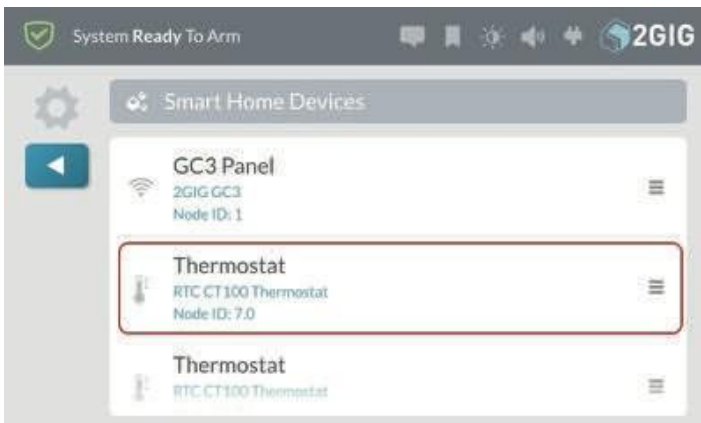 System Ready To Arm
2GIG
Smart Home Devices
GC3 Panel
2GIG GC3
Node ID: 1
Thermostat
RTC CT100 Thermostat
Node ID: 7.0
Thermostat
RTC CT100 Thermostat